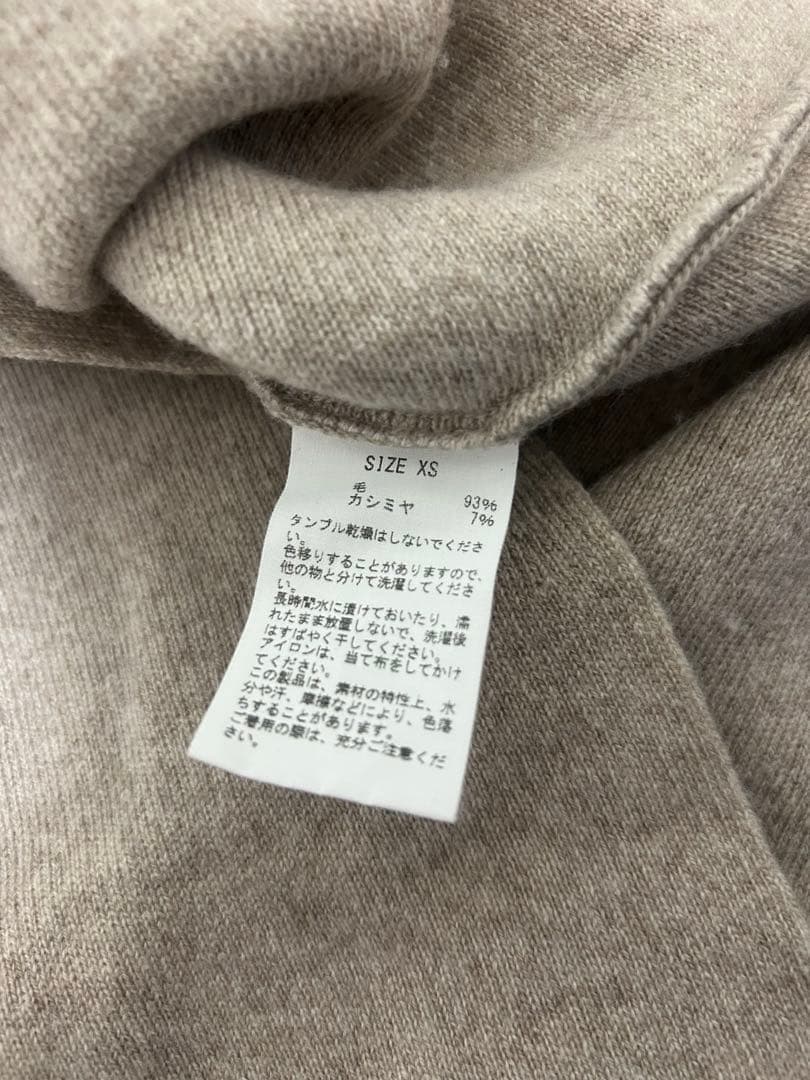 SIZE XS
毛 93%
カシミヤ 7%
タンブル乾燥はしないでくださ
い。
色移りすることがありますので、
他の物と分けて洗濯してくださ
い。
長時間水に漬けておいたり、濡
れたまま放置しないで、洗濯後
はすばやく干してください。
アイロンは、当て布をしてかけ
てください。
この製品は、素材の特性上、水
分や汗、摩擦などにより、色落
ちすることがあります。
ご着用の際は、充分ご注意くだ
さい。